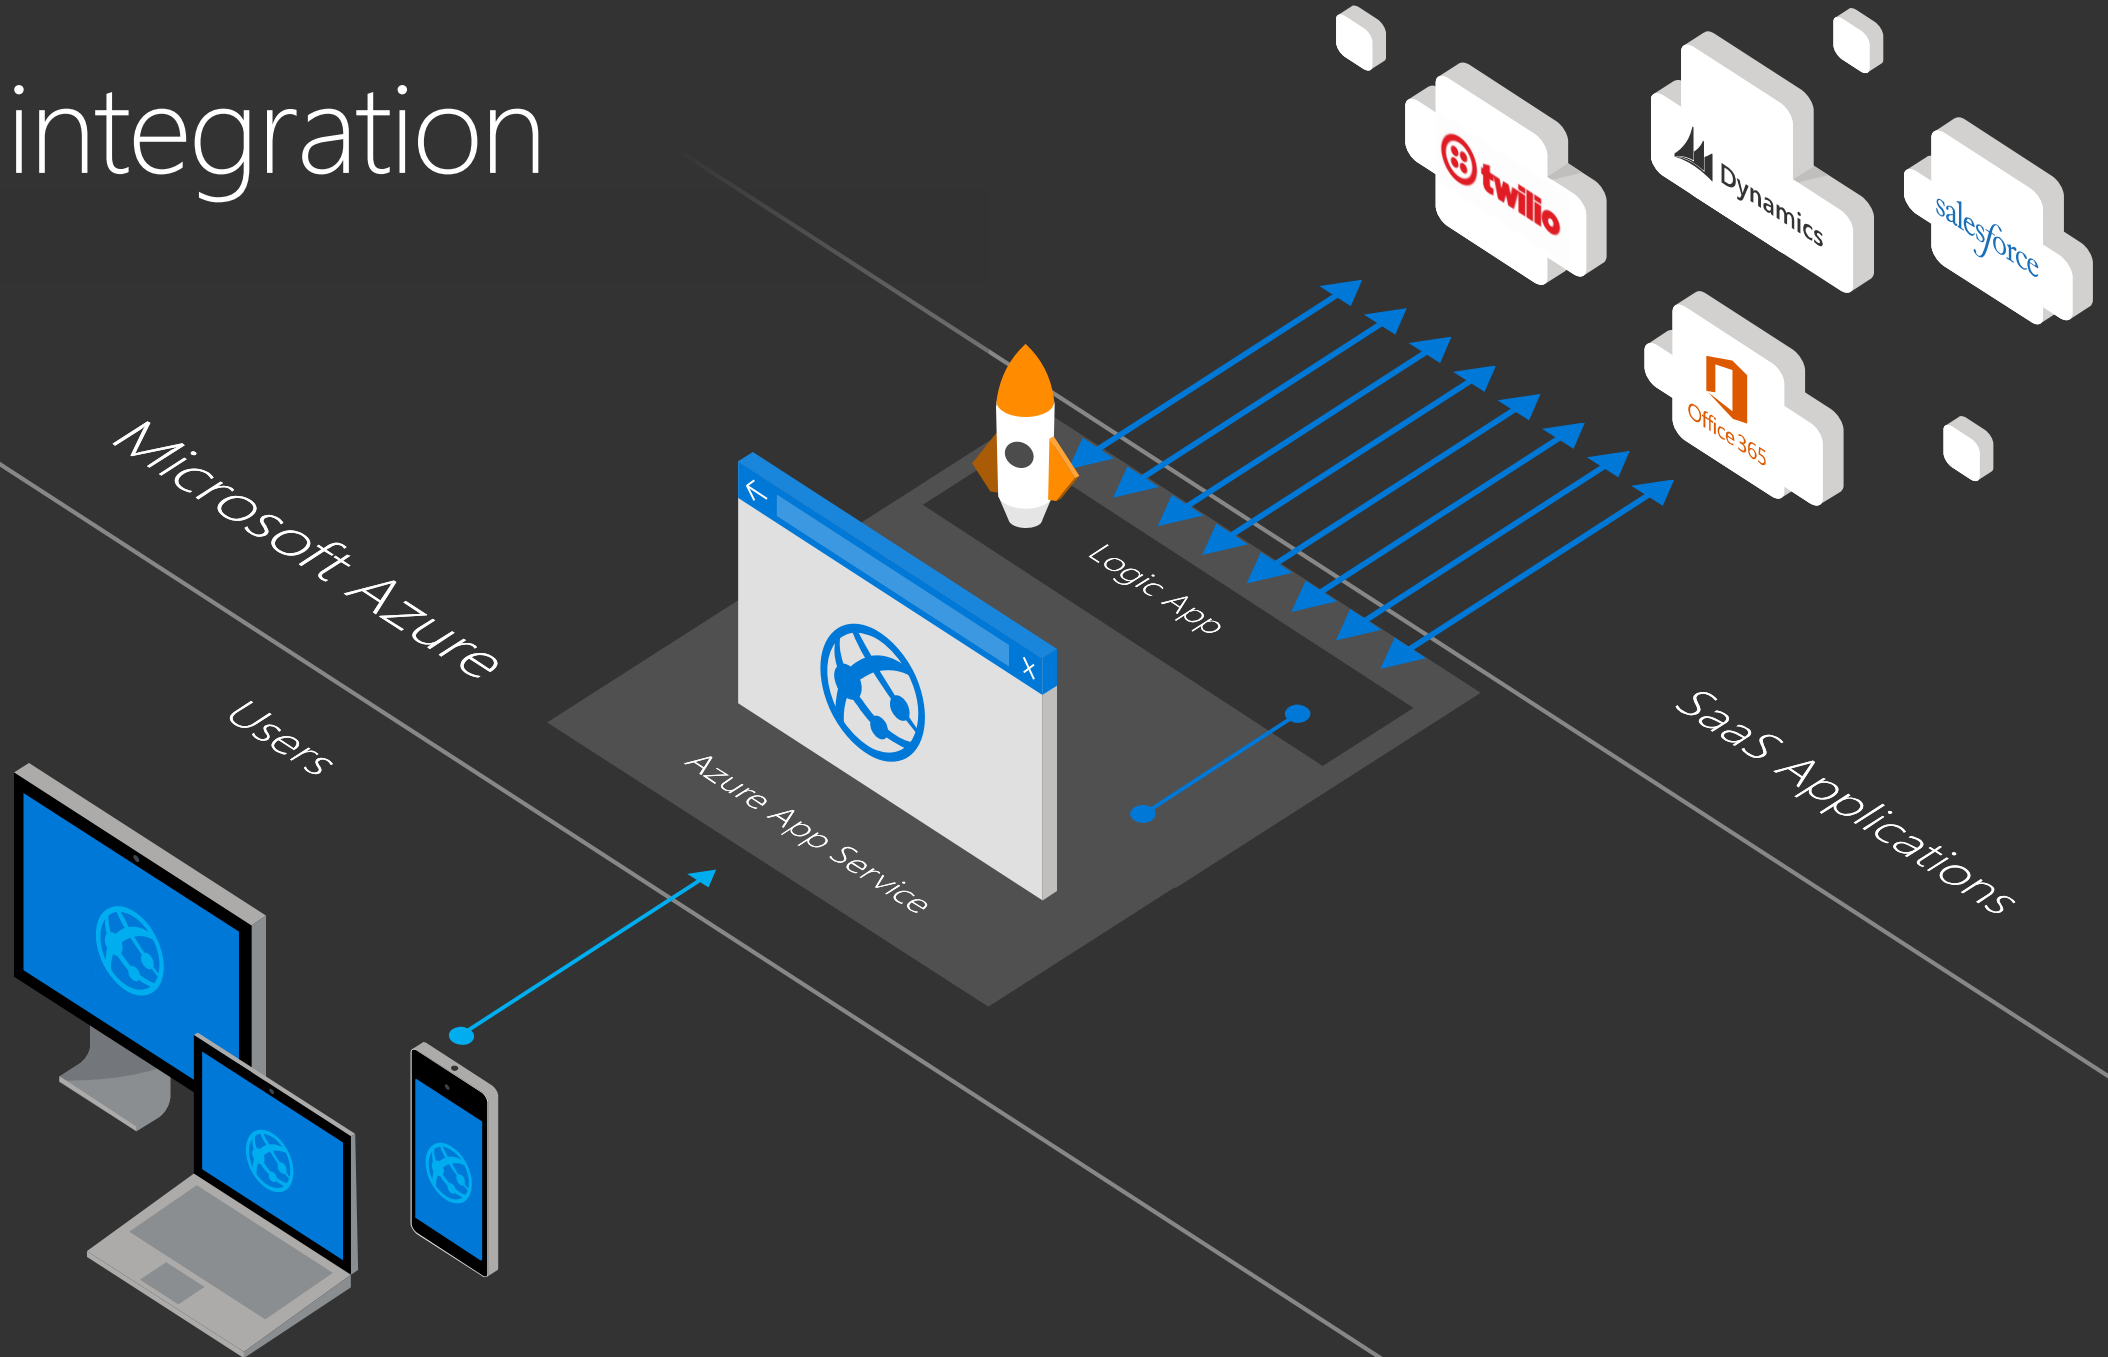 integration
twilio
Dynamics
salesforce
Office 365
Microsoft Azure
Logic App
Users
Azure App Service
SaaS Applications